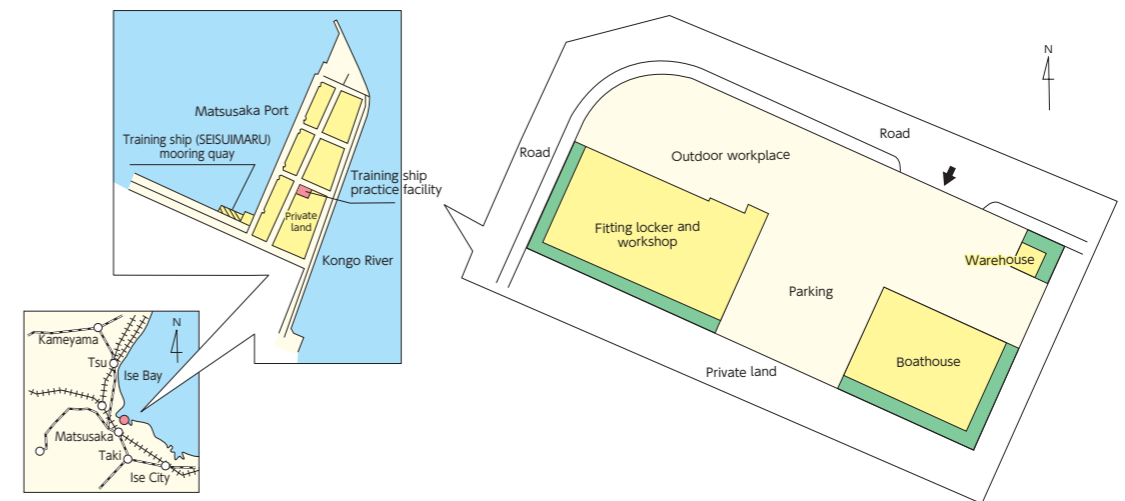 Matsusaka Port
Training ship (SEISUIMARU)
mooring quay
Training ship
practice facility
Private
land
Kongo River
N
Kameyama
Tsu
Ise Bay
Matsusaka
Taki
Ise City
N
Road
Road
Outdoor workplace
Fitting locker and
workshop
Warehouse
Parking
Boathouse
Private land